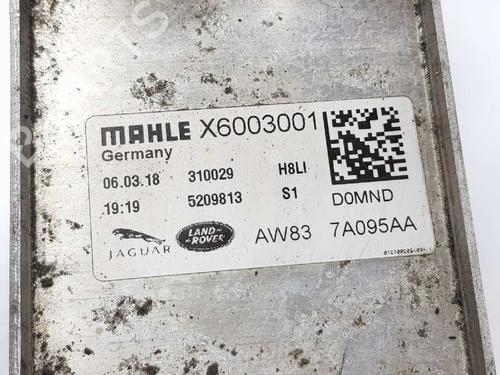 MAHLE X6003001
Germany
06.03.18 310029 H8LI
19:19 5209813 S1 D0MND
JAGUAR LAND ROVER AW83 7A095AA